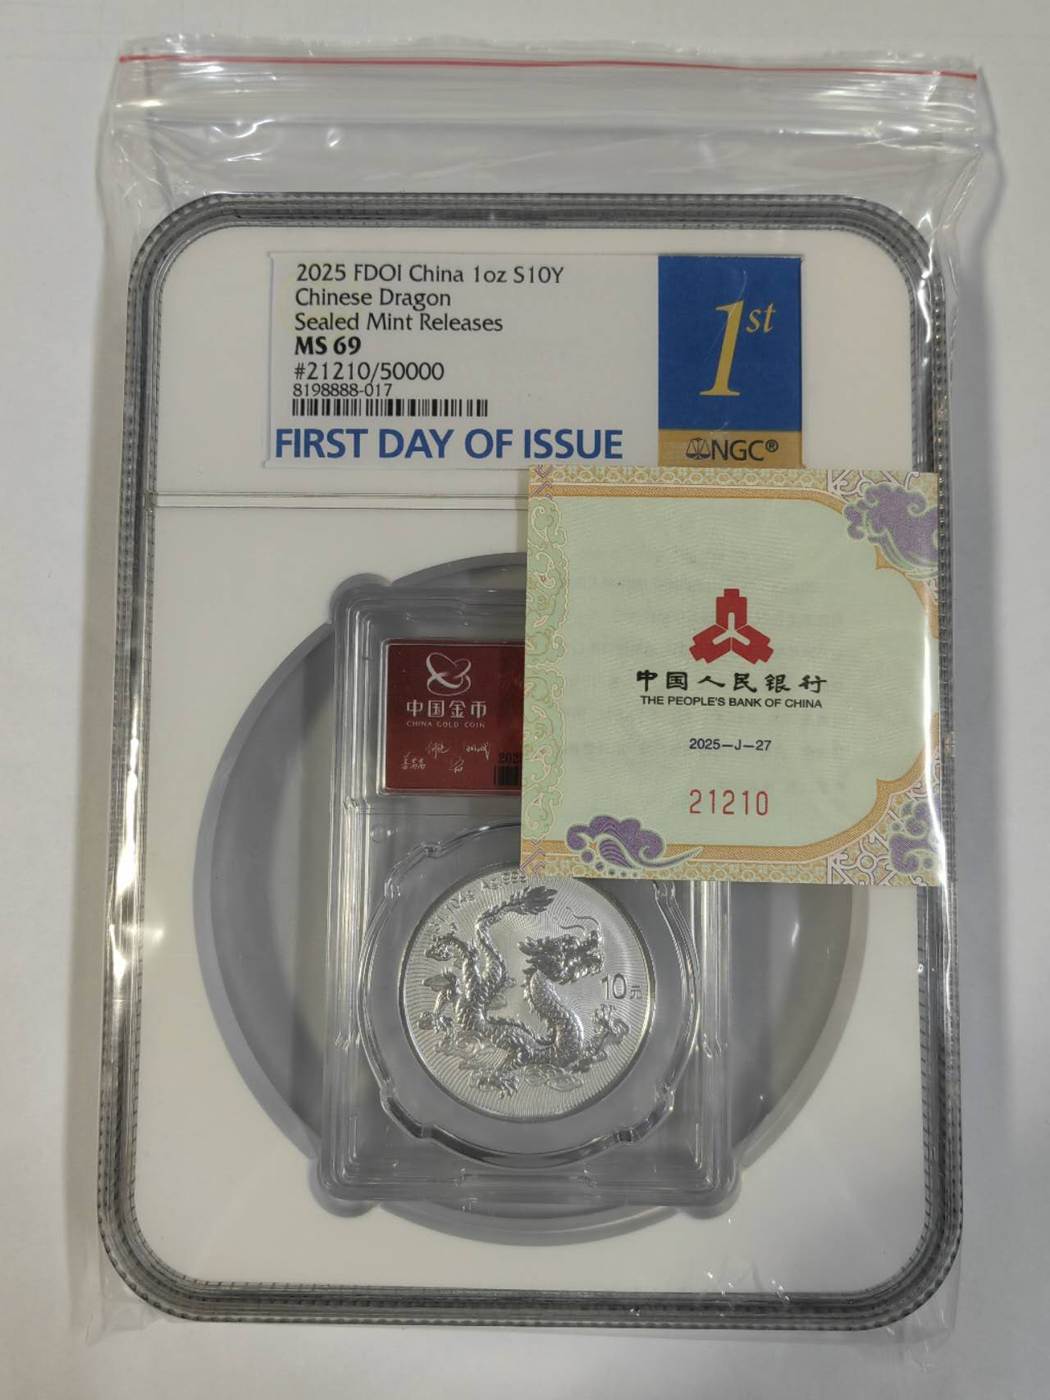 2025 FDOI China 1oz S10Y
Chinese Dragon
Sealed Mint Releases
MS 69
#21210/50000
8198888-017
FIRST DAY OF ISSUE
1st
NGC®
中国人民银行
THE PEOPLE'S BANK OF CHINA
2025-J-27
21210
中国金币
CHINA GOLD COIN
10元